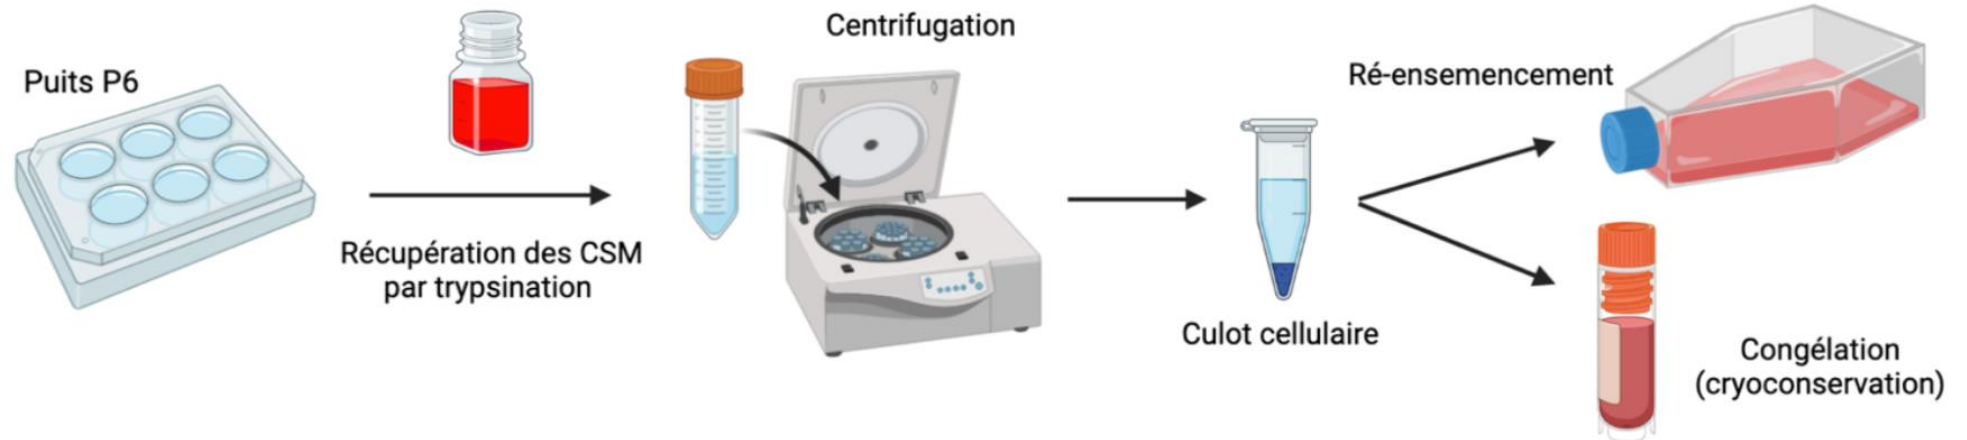 Puits P6
Récupération des CSM
par trypsination
Centrifugation
Culot cellulaire
Ré-ensemencement
Congélation
(cryoconservation)